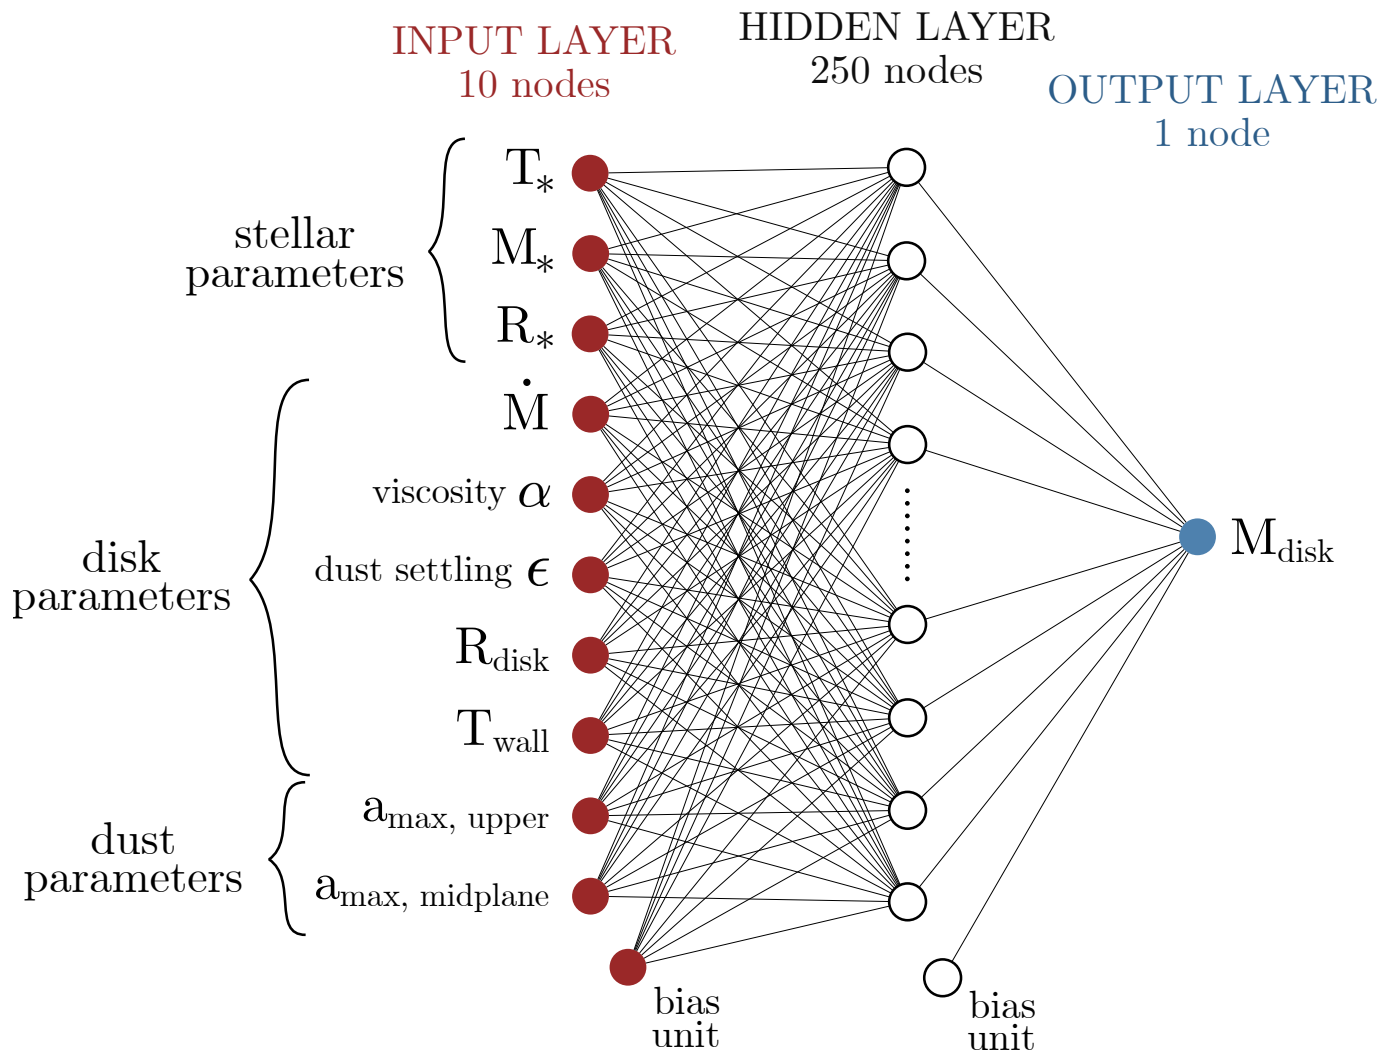 INPUT LAYER
10 nodes
HIDDEN LAYER
250 nodes
OUTPUT LAYER
1 node
stellar
parameters
T*
M*
R*
disk
parameters
Ṁ
viscosity α
dust settling ϵ
Rdisk
Twall
dust
parameters
amax, upper
amax, midplane
bias
unit
bias
unit
Mdisk